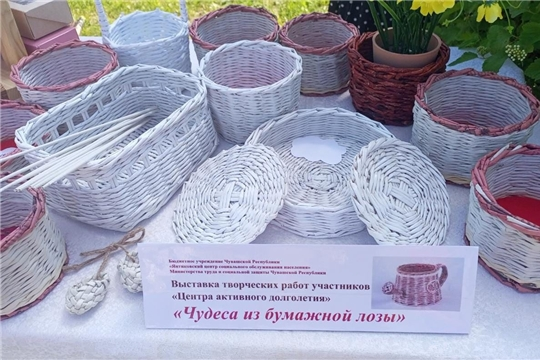 Бюджетное учреждение Чувашской Республики
«Ибресинский центр социального обслуживания населения»
Министерства труда и социальной защиты Чувашской Республики
Выставка творческих работ участников
«Центра активного долголетия»
«Чудеса из бумажной лозы»